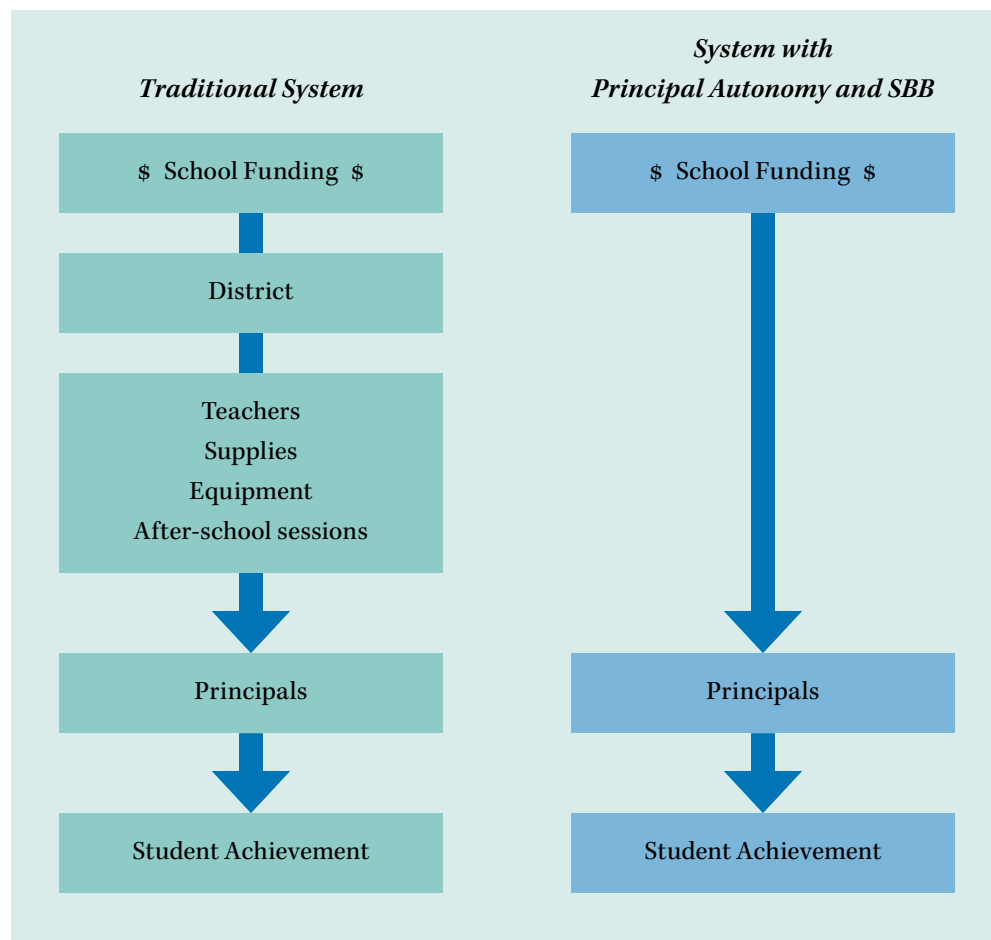 Traditional System
$ School Funding $
District
Teachers
Supplies
Equipment
After-school sessions
Principals
Student Achievement
System with
Principal Autonomy and SBB
$ School Funding $
Principals
Student Achievement